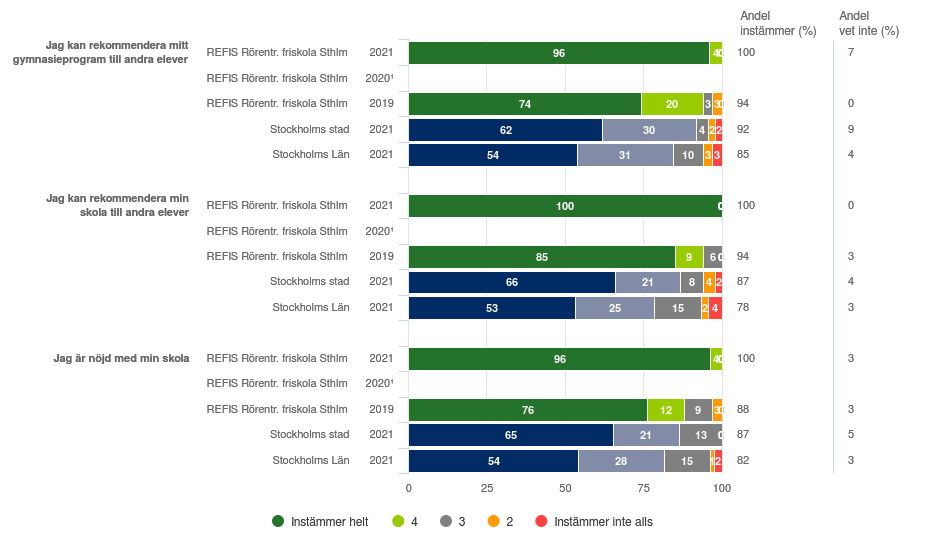 Andel
instämmer (%)
Andel
vet inte (%)
Jag kan rekommendera mitt
gymnasieprogram till andra elever
REFIS Rörentr. friskola Sthlm 2021 96 4 0 100 7
REFIS Rörentr. friskola Sthlm 2020¹
REFIS Rörentr. friskola Sthlm 2019 74 20 3 3 0 94 0
Stockholms stad 2021 62 30 4 2 2 92 9
Stockholms Län 2021 54 31 10 3 3 85 4
Jag kan rekommendera min
skola till andra elever
REFIS Rörentr. friskola Sthlm 2021 100 0 100 0
REFIS Rörentr. friskola Sthlm 2020¹
REFIS Rörentr. friskola Sthlm 2019 85 9 6 0 94 3
Stockholms stad 2021 66 21 8 4 2 87 4
Stockholms Län 2021 53 25 15 2 4 78 3
Jag är nöjd med min skola
REFIS Rörentr. friskola Sthlm 2021 96 4 0 100 3
REFIS Rörentr. friskola Sthlm 2020¹
REFIS Rörentr. friskola Sthlm 2019 76 12 9 3 0 88 3
Stockholms stad 2021 65 21 13 0 87 5
Stockholms Län 2021 54 28 15 1 2 82 3
0 25 50 75 100
Instämmer helt 4 3 2 Instämmer inte alls